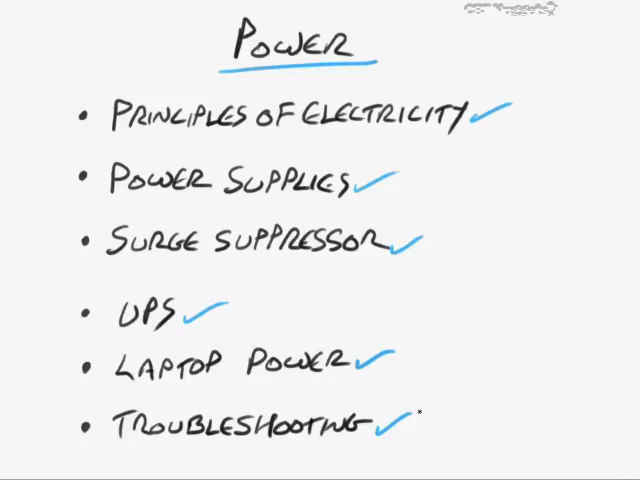 POWER
• PRINCIPLES OF ELECTRICITY ✓
• POWER SUPPLIES ✓
• SURGE SUPPRESSOR ✓
• UPS ✓
• LAPTOP POWER ✓
• TROUBLESHOOTING ✓